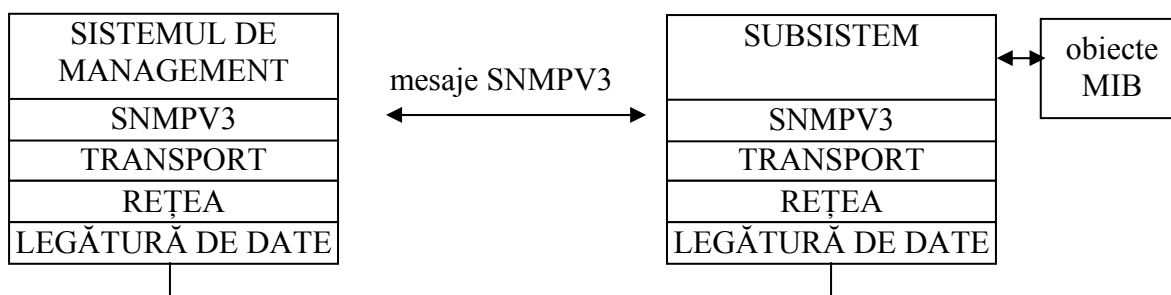 SISTEMUL DE
MANAGEMENT
SNMPV3
TRANSPORT
REȚEA
LEGĂTURĂ DE DATE
mesaje SNMPV3
SUBSISTEM
SNMPV3
TRANSPORT
REȚEA
LEGĂTURĂ DE DATE
obiecte
MIB